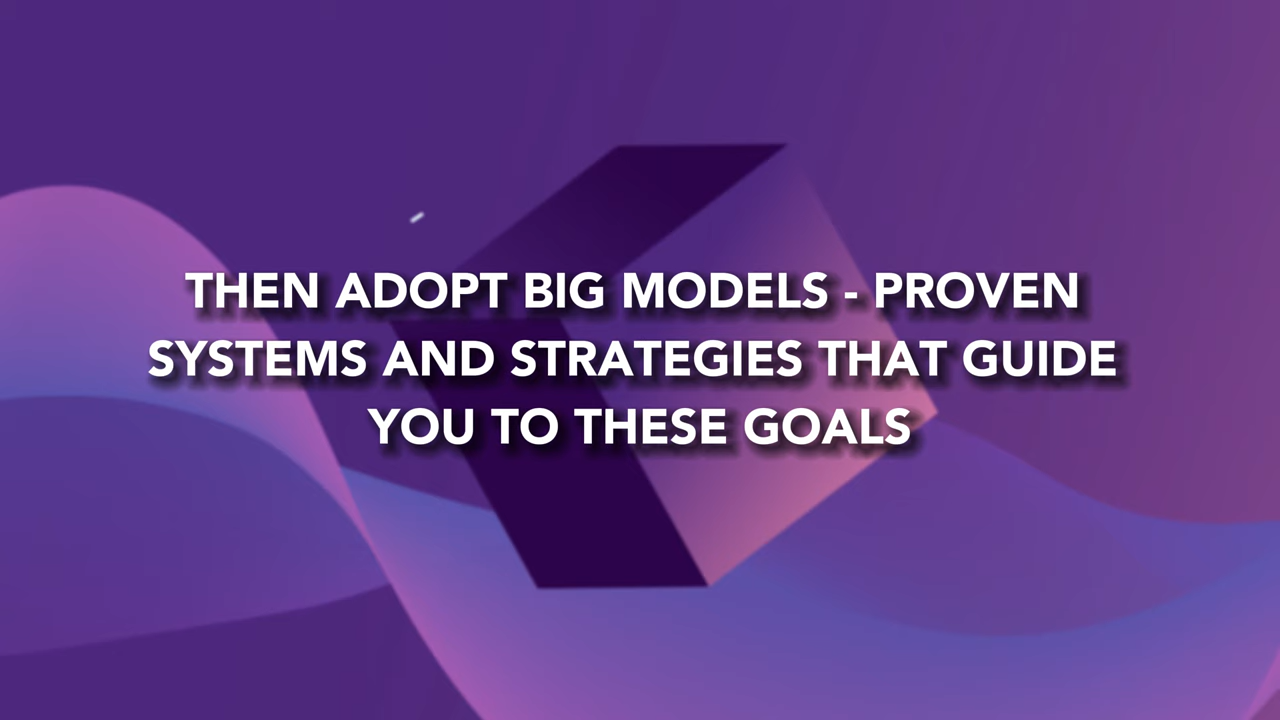 THEN ADOPT BIG MODELS - PROVEN
SYSTEMS AND STRATEGIES THAT GUIDE
YOU TO THESE GOALS